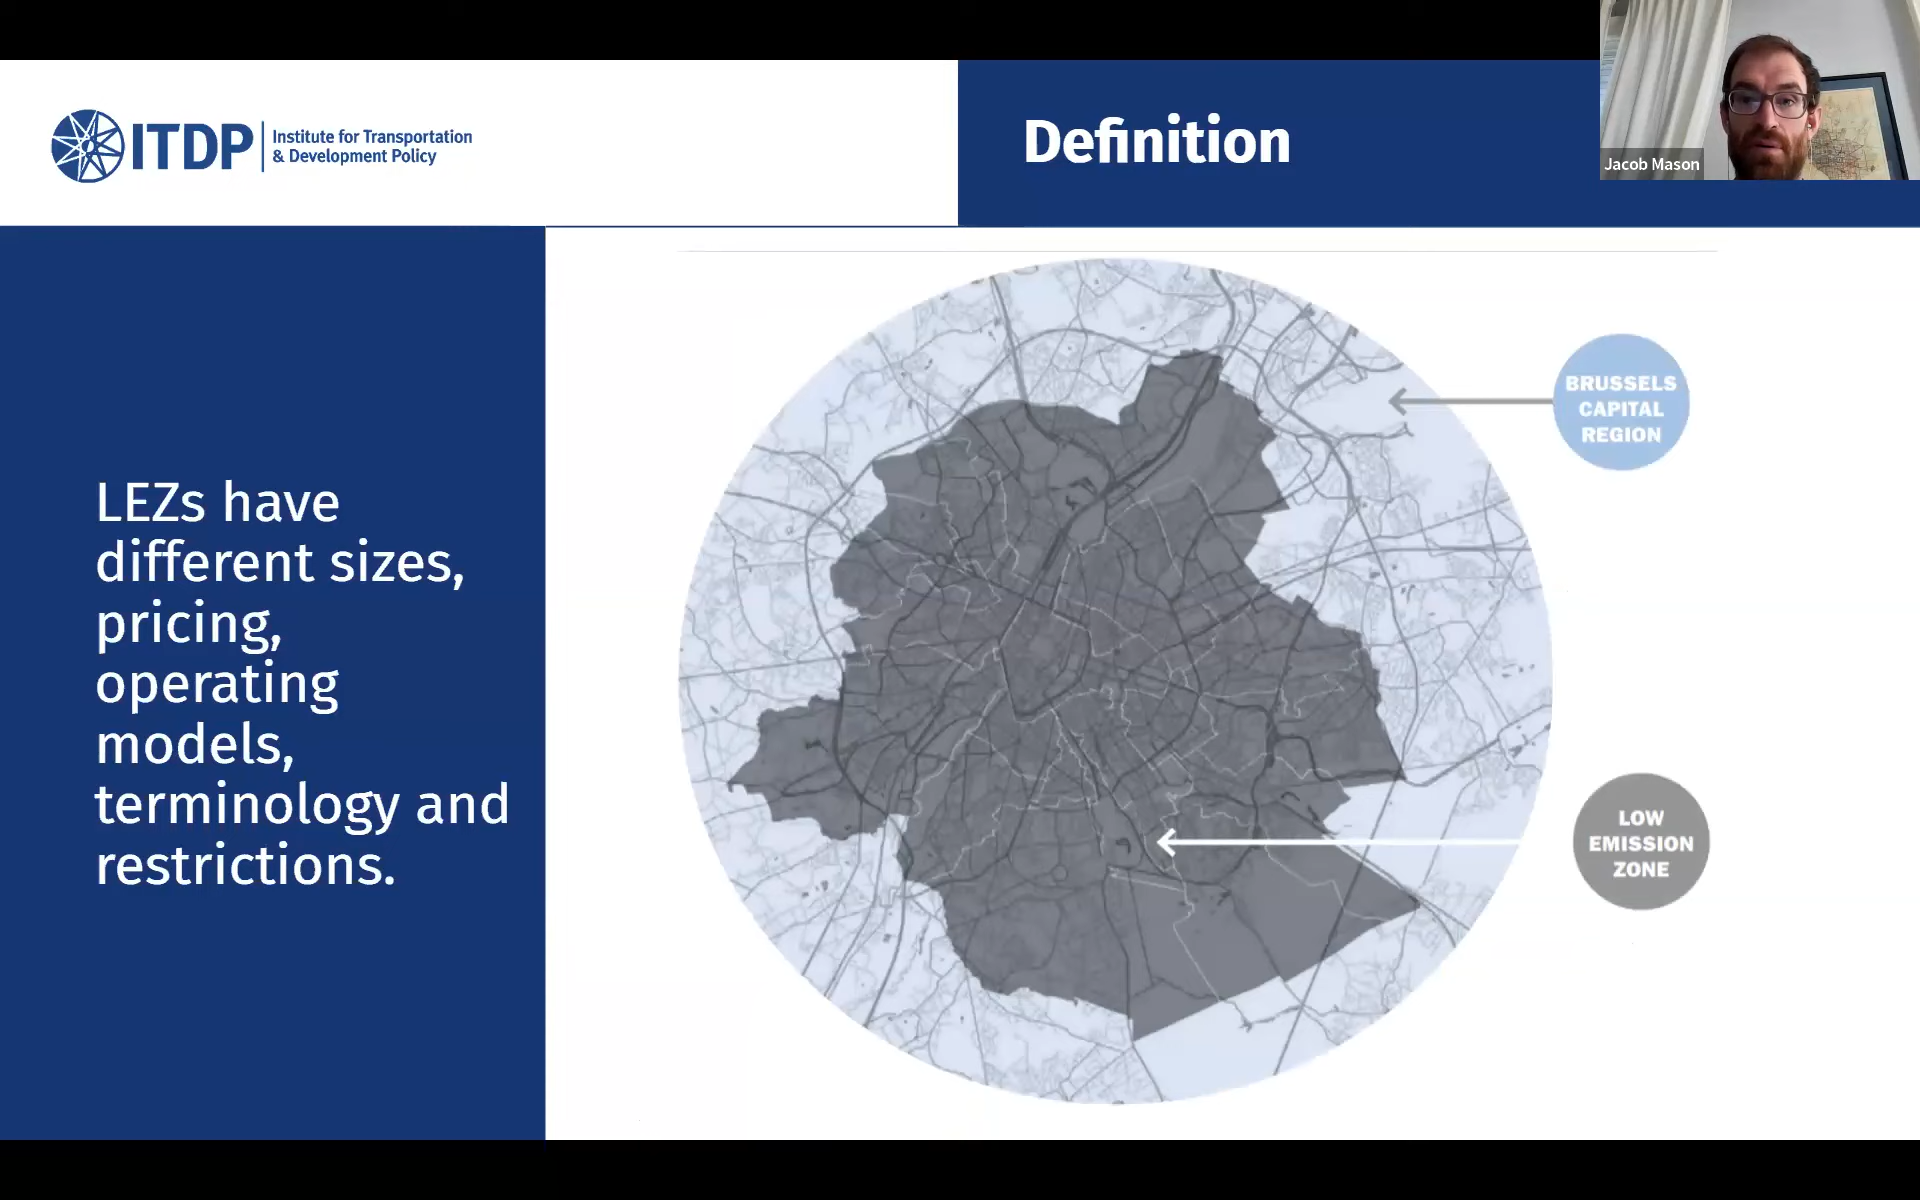 ITDP
Institute for Transportation
& Development Policy
Definition
Jacob Mason
LEZs have
different sizes,
pricing,
operating
models,
terminology and
restrictions.
BRUSSELS
CAPITAL
REGION
LOW
EMISSION
ZONE